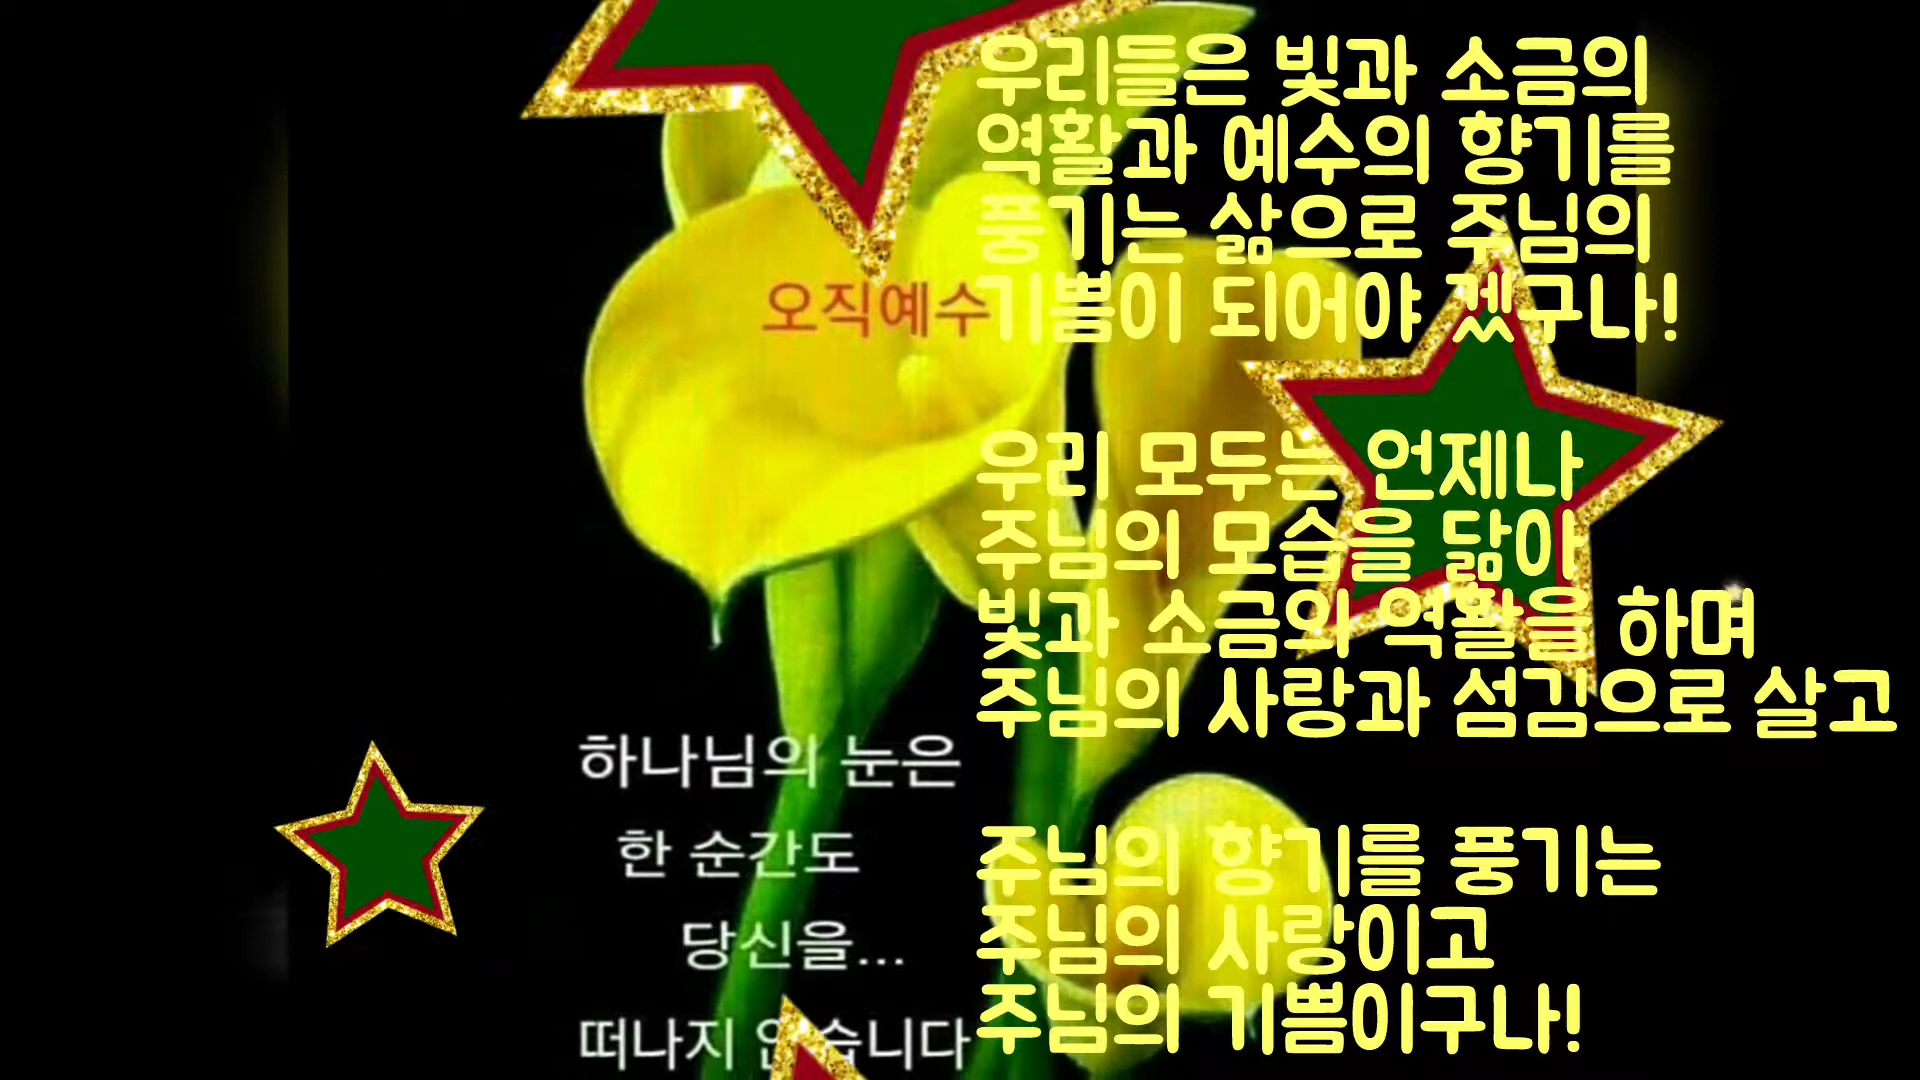 우리들은 빛과 소금의
역활과 예수의 향기를
풍기는 삶으로 주님의
기쁨이 되어야 겠구나!
오직예수
우리 모두는 언제나
주님의 모습을 닮아
빛과 소금의 역활을 하며
주님의 사랑과 섬김으로 살고
주님의 향기를 풍기는
주님의 사랑이고
주님의 기쁨이구나!
하나님의 눈은
한 순간도
당신을...
떠나지 않습니다